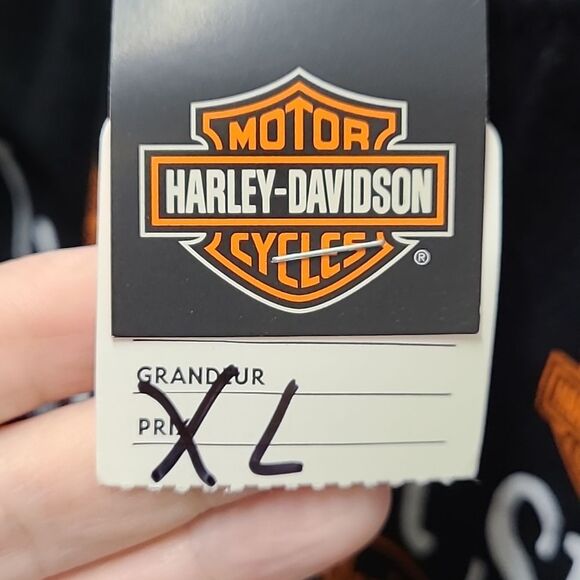 MOTOR
HARLEY-DAVIDSON
CYCLES
®
GRANDEUR
PRIX
XL